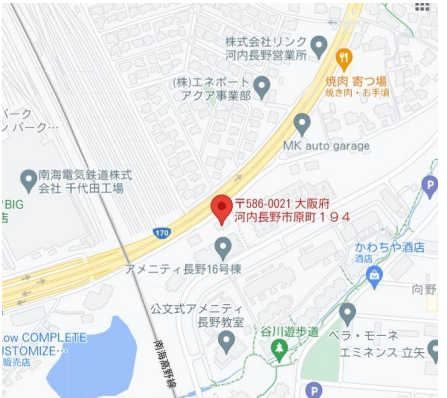 株式会社リンク
河内長野営業所
焼肉 寄つ場
焼き肉・お手頃
(株)エネポート
アクア事業部
MK auto garage
パーク
ン パーク…
南海電気鉄道株式
会社 千代田工場
BIG
店
P
〒586-0021 大阪府
河内長野市原町１９４
170
アメニティ長野16号棟
かわちや酒店
酒店
向野
公文式アメニティ
長野教室
谷川遊歩道
ベラ・モーネ
エミネンス 立矢
low COMPLETE
USTOMIZE…
販売店
南海高野線
P